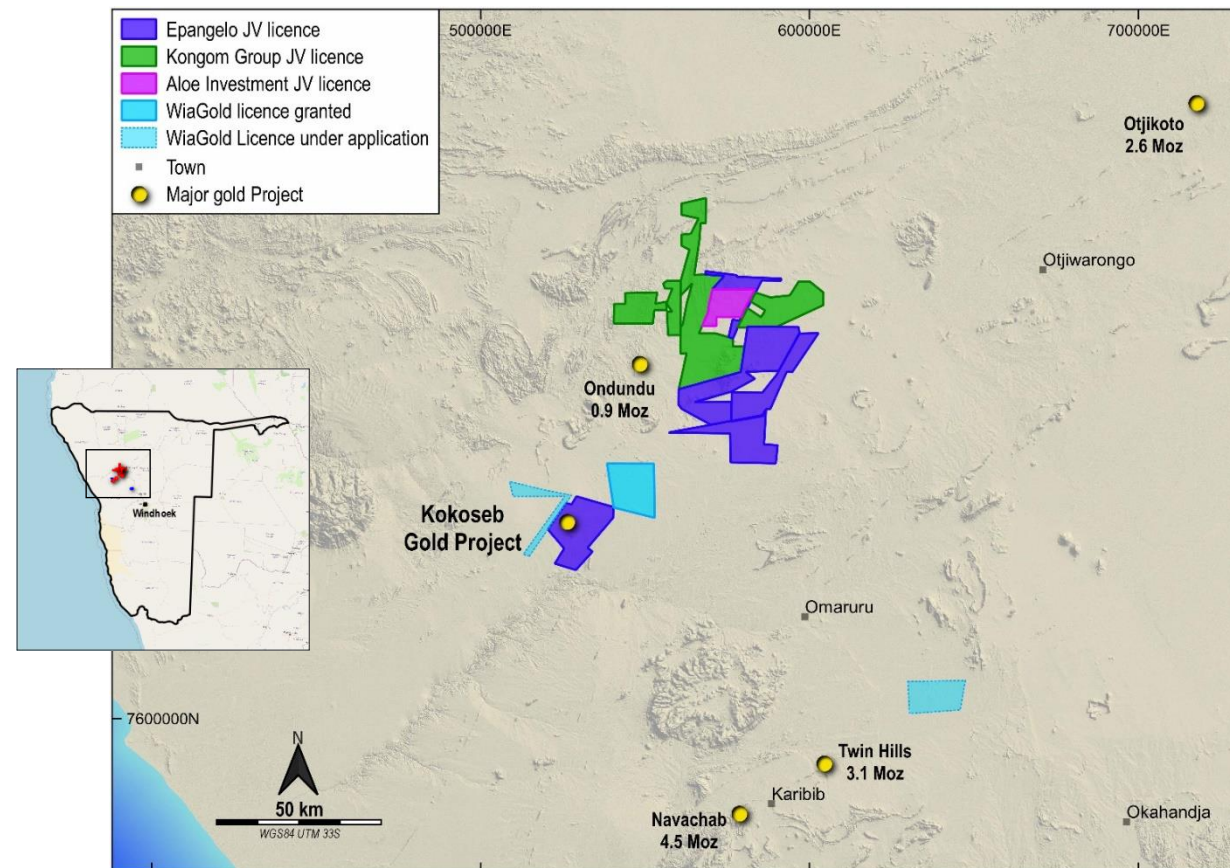 Epangelo JV licence
Kongom Group JV licence
Aloe Investment JV licence
WiaGold licence granted
WiaGold Licence under application
Town
Major gold Project
500000E
600000E
700000E
Otjikoto
2.6 Moz
Otjiwarongo
Ondundu
0.9 Moz
Kokoseb
Gold Project
Windhoek
Omaruru
7600000N
N
50 km
WGS84 UTM 33S
Twin Hills
3.1 Moz
Karibib
Navachab
4.5 Moz
Okahandja